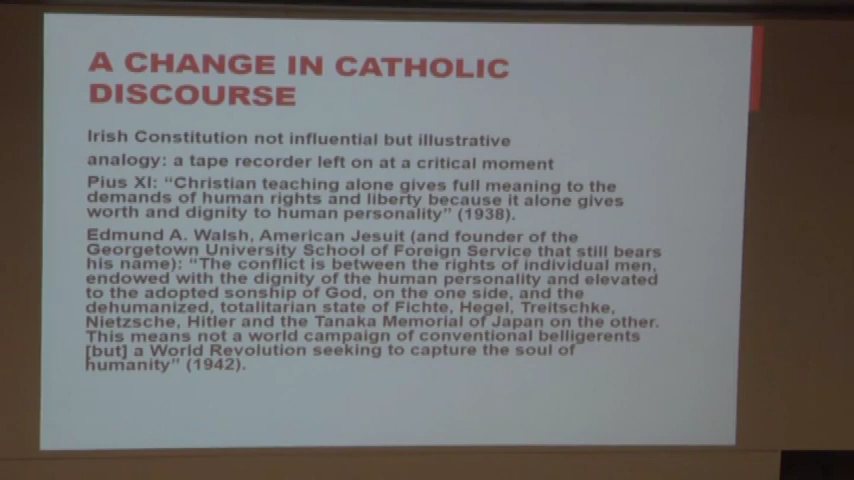 A CHANGE IN CATHOLIC
DISCOURSE
Irish Constitution not influential but illustrative
analogy: a tape recorder left on at a critical moment
Pius XI: “Christian teaching alone gives full meaning to the
demands of human rights and liberty because it alone gives
worth and dignity to human personality” (1938).
Edmund A. Walsh, American Jesuit (and founder of the
Georgetown University School of Foreign Service that still bears
his name): “The conflict is between the rights of individual men,
endowed with the dignity of the human personality and elevated
to the adopted sonship of God, on the one side, and the
dehumanized, totalitarian state of Fichte, Hegel, Treitschke,
Nietzsche, Hitler and the Tanaka Memorial of Japan on the other.
This means not a world campaign of conventional belligerents
[but] a World Revolution seeking to capture the soul of
humanity” (1942).